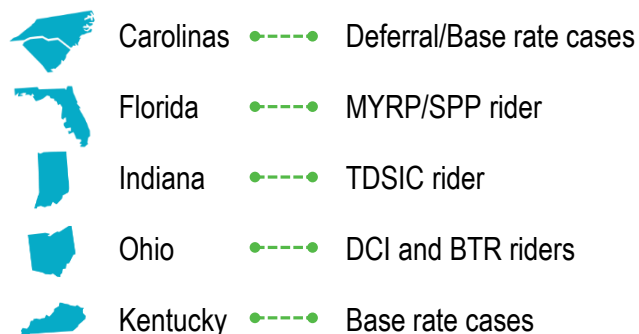 Carolinas Deferral/Base rate cases
Florida MYRP/SPP rider
Indiana TDSIC rider
Ohio DCI and BTR riders
Kentucky Base rate cases